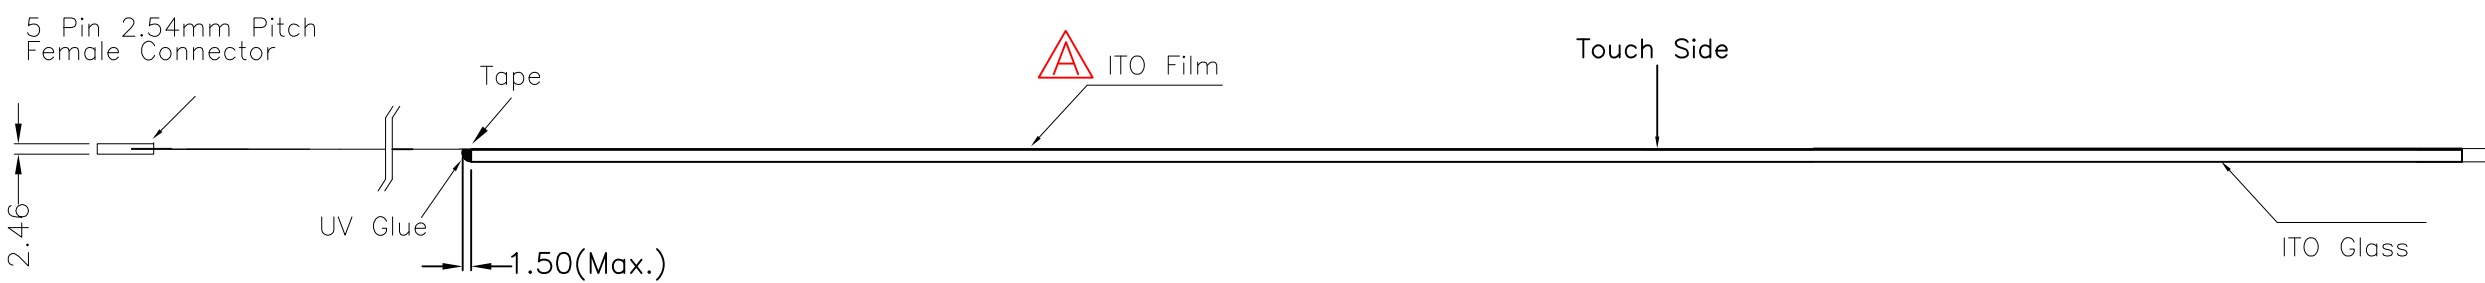 5 Pin 2.54mm Pitch
Female Connector
Tape
A ITO Film
Touch Side
2.46
UV Glue
1.50(Max.)
ITO Glass